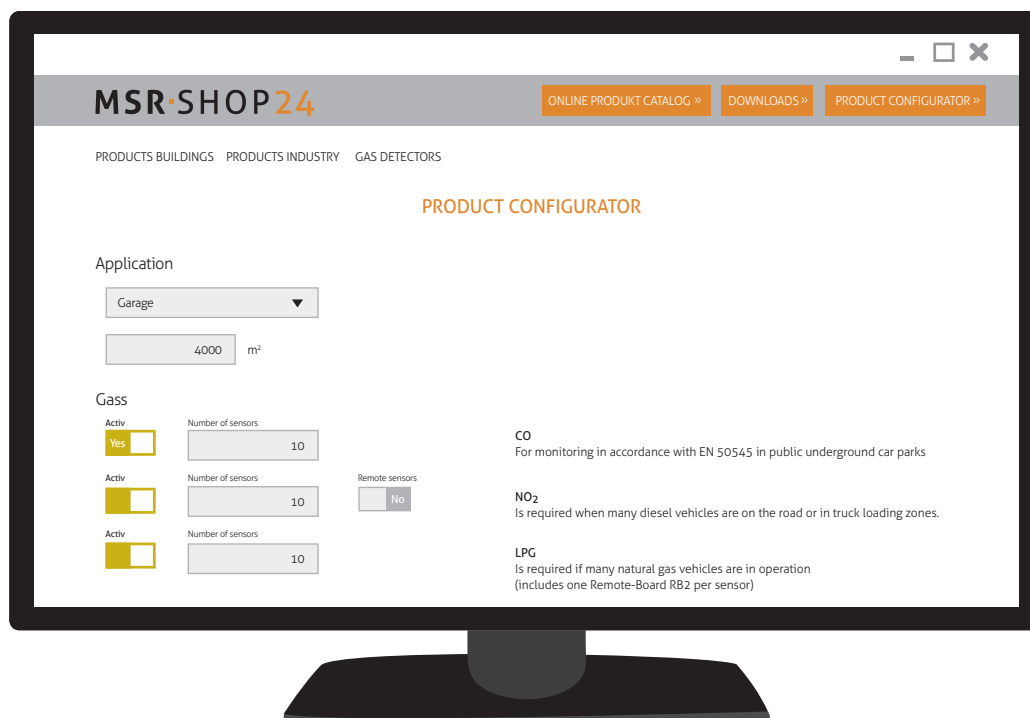 MSR·SHOP24
ONLINE PRODUKT CATALOG »
DOWNLOADS »
PRODUCT CONFIGURATOR »
PRODUCTS BUILDINGS PRODUCTS INDUSTRY GAS DETECTORS
PRODUCT CONFIGURATOR
Application
Garage
4000 m²
Gass
Activ Number of sensors
Yes 10
CO
For monitoring in accordance with EN 50545 in public underground car parks
Activ Number of sensors Remote sensors
10 No
NO2
Is required when many diesel vehicles are on the road or in truck loading zones.
Activ Number of sensors
10
LPG
Is required if many natural gas vehicles are in operation
(includes one Remote-Board RB2 per sensor)